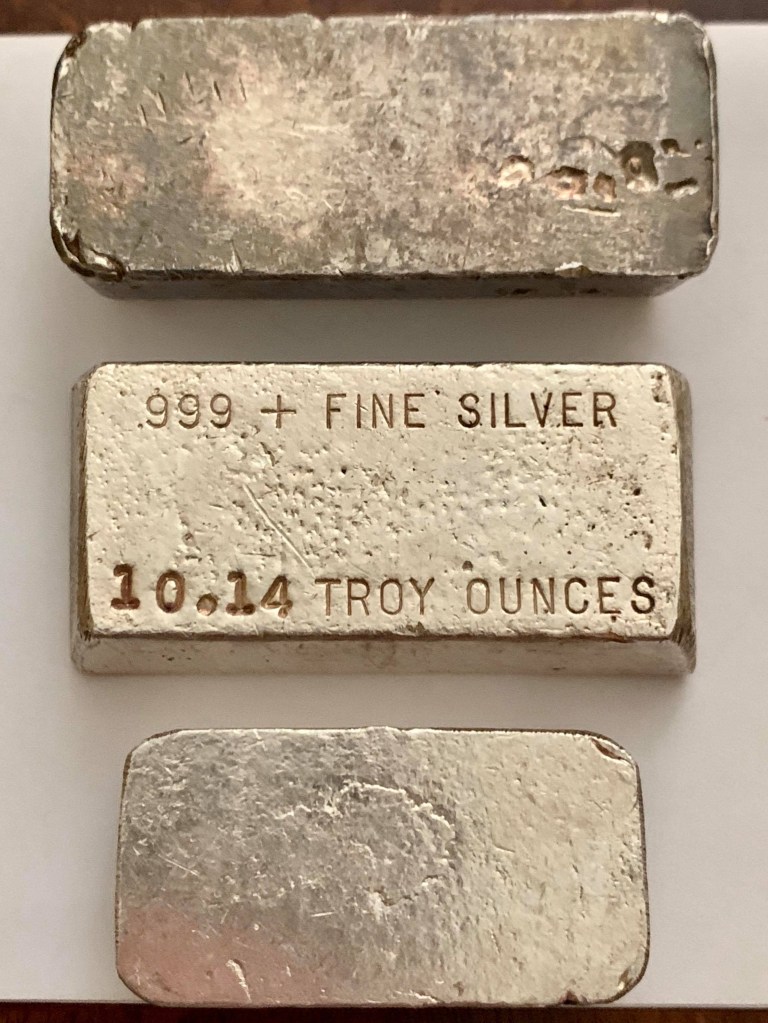 .999 + FINE SILVER
10.14 TROY OUNCES